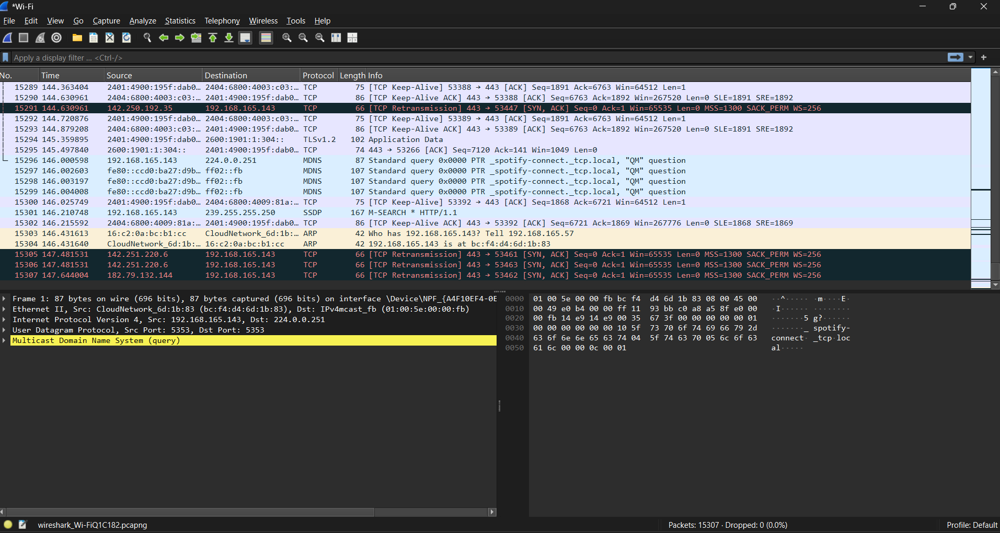 *Wi-Fi
File Edit View Go Capture Analyze Statistics Telephony Wireless Tools Help
Apply a display filter ... <Ctrl-/>
No. Time Source Destination Protocol Length Info
15289 144.363404 2401:4900:195f:dab0... 2404:6800:4003:c03:... TCP 75 [TCP Keep-Alive] 53388 → 443 [ACK] Seq=1891 Ack=6763 Win=64512 Len=1
15290 144.630961 2404:6800:4003:c03:... 2401:4900:195f:dab0... TCP 86 [TCP Keep-Alive ACK] 443 → 53388 [ACK] Seq=6763 Ack=1892 Win=267520 Len=0 SLE=1891 SRE=1892
15291 144.630961 142.250.192.35 192.168.165.143 TCP 66 [TCP Retransmission] 443 → 53447 [SYN, ACK] Seq=0 Ack=1 Win=65535 Len=0 MSS=1300 SACK_PERM WS=256
15292 144.720876 2401:4900:195f:dab0... 2404:6800:4003:c03:... TCP 75 [TCP Keep-Alive] 53389 → 443 [ACK] Seq=1891 Ack=6763 Win=64512 Len=1
15293 144.879208 2404:6800:4003:c03:... 2401:4900:195f:dab0... TCP 86 [TCP Keep-Alive ACK] 443 → 53389 [ACK] Seq=6763 Ack=1892 Win=267520 Len=0 SLE=1891 SRE=1892
15294 145.359895 2401:4900:195f:dab0... 2600:1901:1:304:: TLSv1.2 102 Application Data
15295 145.497840 2600:1901:1:304:: 2401:4900:195f:dab0... TCP 74 443 → 53266 [ACK] Seq=7120 Ack=141 Win=1049 Len=0
15296 146.000598 192.168.165.143 224.0.0.251 MDNS 87 Standard query 0x0000 PTR _spotify-connect._tcp.local, "QM" question
15297 146.002603 fe80::ccd0:ba27:d9b... ff02::fb MDNS 107 Standard query 0x0000 PTR _spotify-connect._tcp.local, "QM" question
15298 146.003197 fe80::ccd0:ba27:d9b... ff02::fb MDNS 107 Standard query 0x0000 PTR _spotify-connect._tcp.local, "QM" question
15299 146.004008 fe80::ccd0:ba27:d9b... ff02::fb MDNS 107 Standard query 0x0000 PTR _spotify-connect._tcp.local, "QM" question
15300 146.025749 2401:4900:195f:dab0... 2404:6800:4009:81a:... TCP 75 [TCP Keep-Alive] 53392 → 443 [ACK] Seq=1868 Ack=6721 Win=64512 Len=1
15301 146.210748 192.168.165.143 239.255.255.250 SSDP 167 M-SEARCH * HTTP/1.1
15302 146.215592 2404:6800:4009:81a:... 2401:4900:195f:dab0... TCP 86 [TCP Keep-Alive ACK] 443 → 53392 [ACK] Seq=6721 Ack=1869 Win=267776 Len=0 SLE=1868 SRE=1869
15303 146.431613 16:c2:0a:bc:b1:cc CloudNetwork_6d:1b:... ARP 42 Who has 192.168.165.143? Tell 192.168.165.57
15304 146.431640 CloudNetwork_6d:1b:... 16:c2:0a:bc:b1:cc ARP 42 192.168.165.143 is at bc:f4:d4:6d:1b:83
15305 147.481531 142.251.220.6 192.168.165.143 TCP 66 [TCP Retransmission] 443 → 53461 [SYN, ACK] Seq=0 Ack=1 Win=65535 Len=0 MSS=1300 SACK_PERM WS=256
15306 147.481531 142.251.220.6 192.168.165.143 TCP 66 [TCP Retransmission] 443 → 53463 [SYN, ACK] Seq=0 Ack=1 Win=65535 Len=0 MSS=1300 SACK_PERM WS=256
15307 147.644004 182.79.132.144 192.168.165.143 TCP 66 [TCP Retransmission] 443 → 53462 [SYN, ACK] Seq=0 Ack=1 Win=65535 Len=0 MSS=1300 SACK_PERM WS=256
Frame 1: 87 bytes on wire (696 bits), 87 bytes captured (696 bits) on interface \Device\NPF_{A4F10EF4-0E
Ethernet II, Src: CloudNetwork_6d:1b:83 (bc:f4:d4:6d:1b:83), Dst: IPv4mcast_fb (01:00:5e:00:00:fb)
Internet Protocol Version 4, Src: 192.168.165.143, Dst: 224.0.0.251
User Datagram Protocol, Src Port: 5353, Dst Port: 5353
Multicast Domain Name System (query)
0000 01 00 5e 00 00 fb bc f4 d4 6d 1b 83 08 00 45 00 ··^····· ·m····E·
0010 00 49 e0 b4 00 00 ff 11 93 bb c0 a8 a5 8f e0 00 ·I······ ········
0020 00 fb 14 e9 14 e9 00 35 67 3f 00 00 00 00 00 01 ·······5 g?······
0030 00 00 00 00 00 00 10 5f 73 70 6f 74 69 66 79 2d ·······_ spotify-
0040 63 6f 6e 6e 65 63 74 04 5f 74 63 70 05 6c 6f 63 connect· _tcp·loc
0050 61 6c 00 00 0c 00 01 al·····
wireshark_Wi-FiQ1C182.pcapng Packets: 15307 · Dropped: 0 (0.0%) Profile: Default